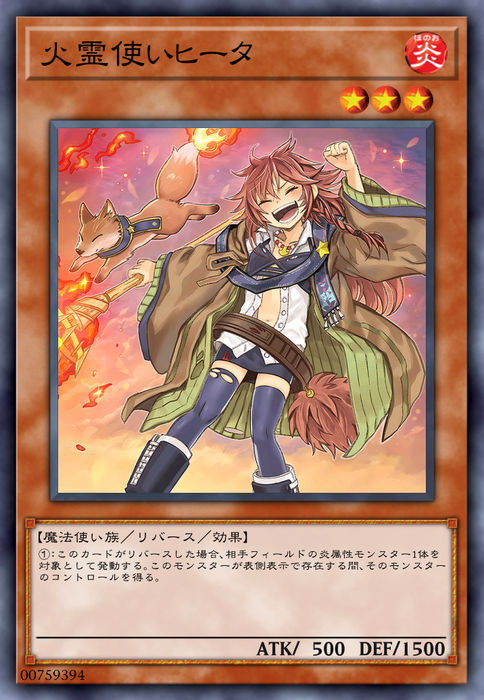 火霊使いヒータ
ほのお
炎
【魔法使い族／リバース／効果】
①：このカードがリバースした場合、相手フィールドの炎属性モンスター1体を
対象として発動する。このモンスターが表側表示で存在する間、そのモンスター
のコントロールを得る。
ATK/ 500 DEF/1500
00759394